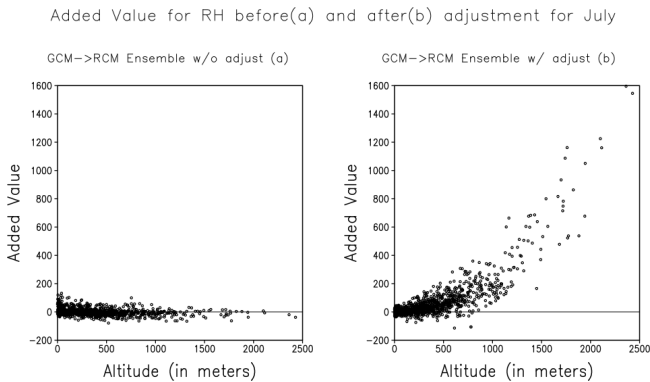 Added Value for RH before(a) and after(b) adjustment for July
GCM->RCM Ensemble w/o adjust (a)
1600
1400
1200
1000
800
600
400
200
0
-200
Added Value
0 500 1000 1500 2000 2500
Altitude (in meters)
GCM->RCM Ensemble w/ adjust (b)
1600
1400
1200
1000
800
600
400
200
0
-200
Added Value
0 500 1000 1500 2000 2500
Altitude (in meters)